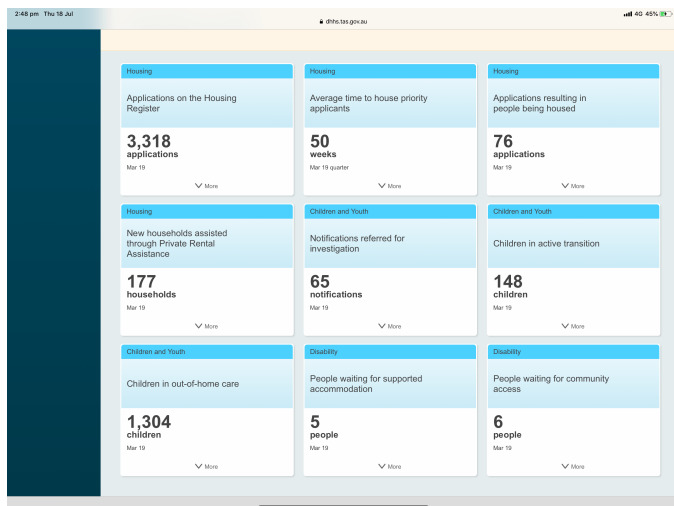 2:48 pm Thu 18 Jul
dhhs.tas.gov.au
4G 45%
Housing
Applications on the Housing
Register
3,318
applications
Mar 19
More
Housing
Average time to house priority
applicants
50
weeks
Mar 19 quarter
More
Housing
Applications resulting in
people being housed
76
applications
Mar 19
More
Housing
New households assisted
through Private Rental
Assistance
177
households
Mar 19
More
Children and Youth
Notifications referred for
investigation
65
notifications
Mar 19
More
Children and Youth
Children in active transition
148
children
Mar 19
More
Children and Youth
Children in out-of-home care
1,304
children
Mar 19
More
Disability
People waiting for supported
accommodation
5
people
Mar 19
More
Disability
People waiting for community
access
6
people
Mar 19
More